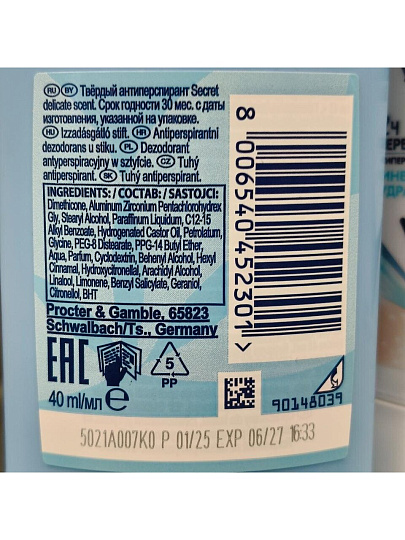 RU BY Твёрдый антиперспирант Secret
delicate scent. Срок годности 30 мес. с даты
изготовления, указанной на упаковке.
HU Izzadásgátló stift. HR Antiperspirantni
dezodorans u stiku. PL Dezodorant
antyperspiracyjny w sztyfcie. CZ Tuhý
antiperspirant. SK Tuhý antiperspirant.
INGREDIENTS: / СОСТАВ: / SASTOJCI:
Dimethicone, Aluminum Zirconium Pentachlorohydrex
Gly, Stearyl Alcohol, Paraffinum Liquidum, C12-15
Alkyl Benzoate, Hydrogenated Castor Oil, Petrolatum,
Glycine, PEG-8 Distearate, PPG-14 Butyl Ether,
Aqua, Parfum, Cyclodextrin, Behenyl Alcohol, Hexyl
Cinnamal, Hydroxycitronellal, Arachidyl Alcohol,
Linalool, Limonene, Benzyl Salicylate, Geraniol,
Citronellol, BHT
Procter & Gamble, 65823
Schwalbach/Ts., Germany
EAC
5
PP
40 ml/мл e
8 006540 452301 >
90148039
5021A007K0 P 01/25 EXP 06/27 16:33